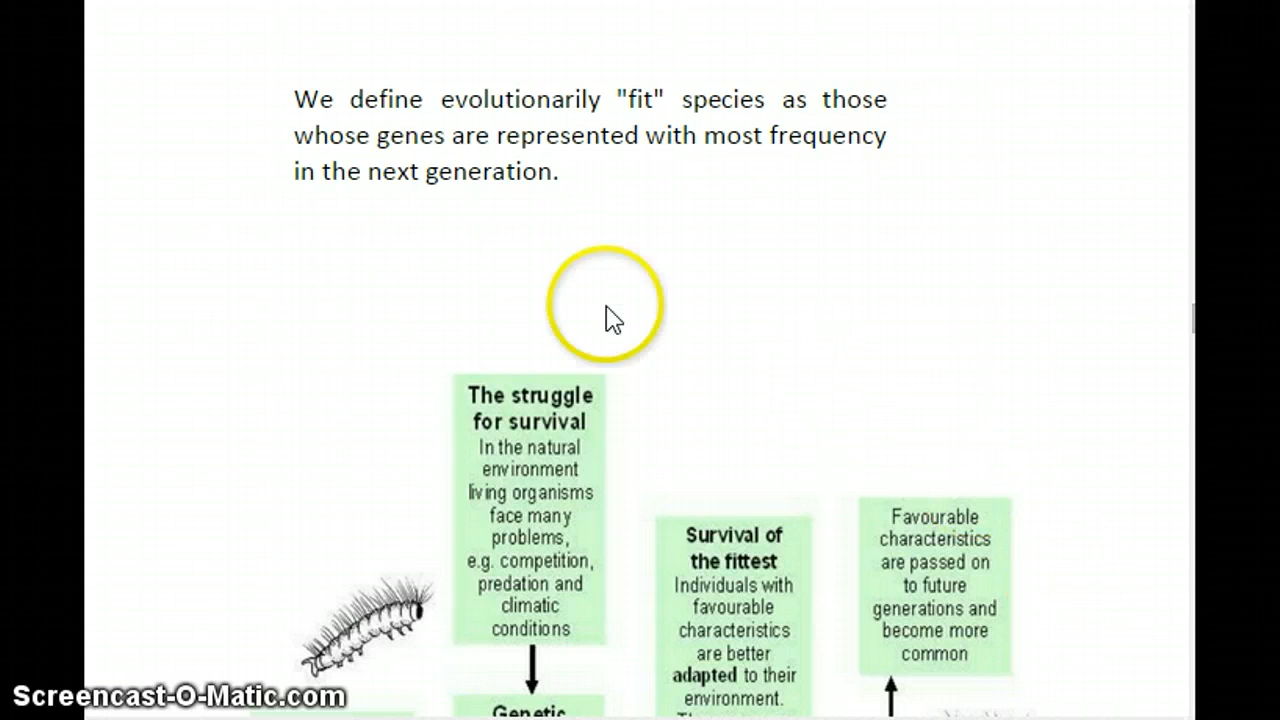 We define evolutionarily "fit" species as those
whose genes are represented with most frequency
in the next generation.
The struggle
for survival
In the natural
environment
living organisms
face many
problems,
e.g. competition,
predation and
climatic
conditions
Genetic
Survival of
the fittest
Individuals with
favourable
characteristics
are better
adapted to their
environment.
Favourable
characteristics
are passed on
to future
generations and
become more
common
Screencast-O-Matic.com